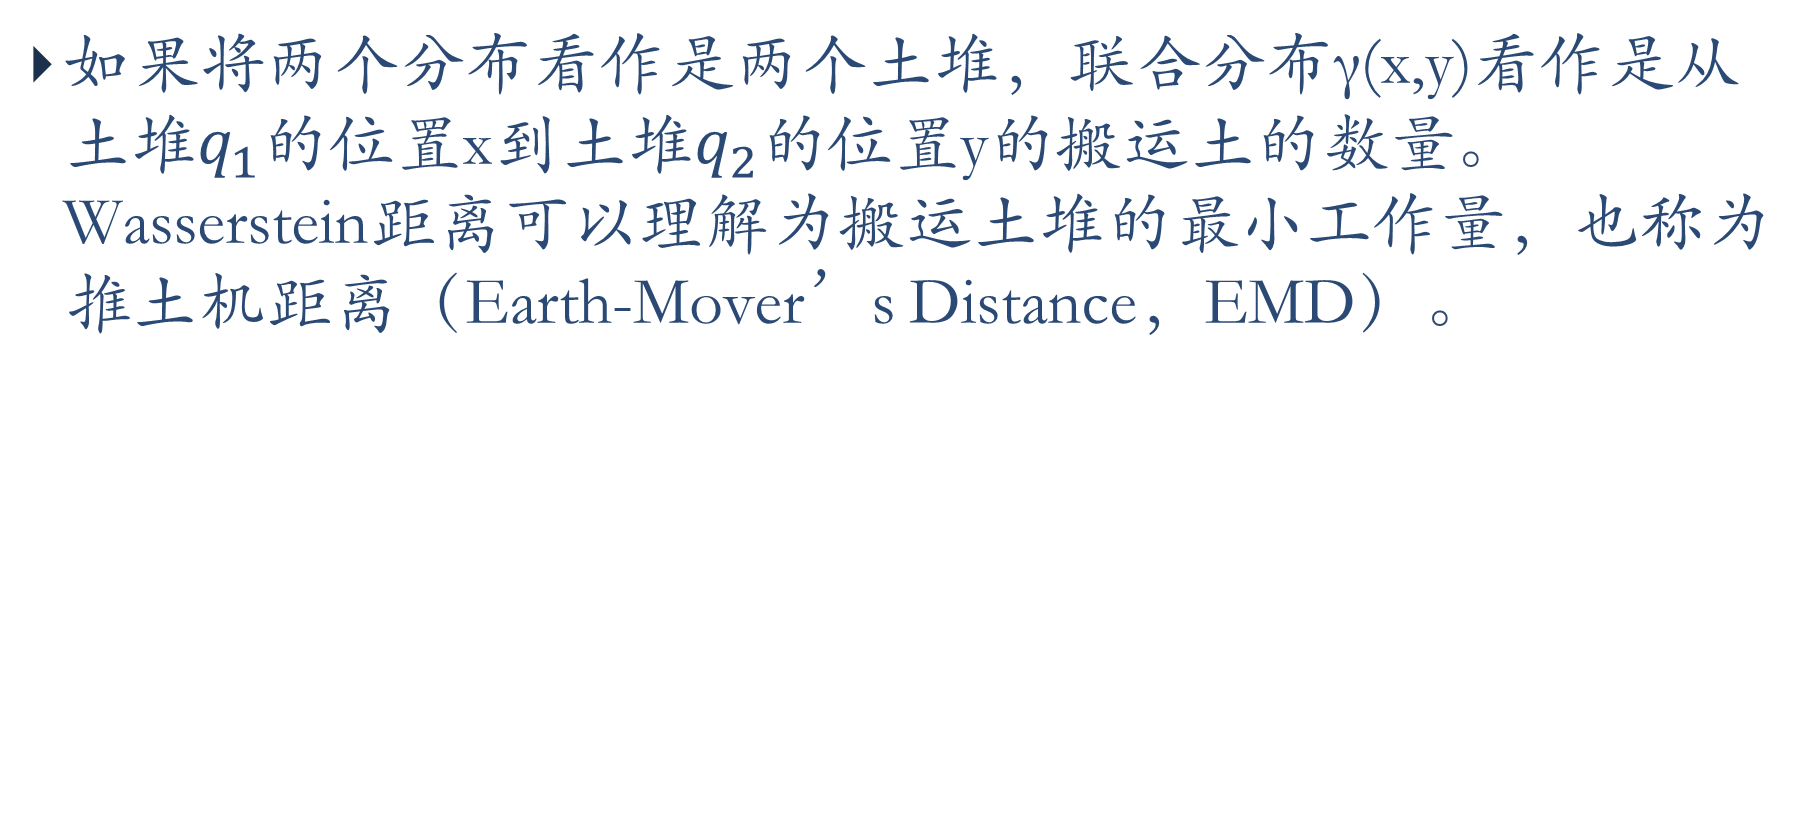 如果将两个分布看作是两个土堆，联合分布γ(x,y)看作是从
土堆q₁的位置x到土堆q₂的位置y的搬运土的数量。
Wasserstein距离可以理解为搬运土堆的最小工作量，也称为
推土机距离（Earth-Mover’s Distance，EMD）。